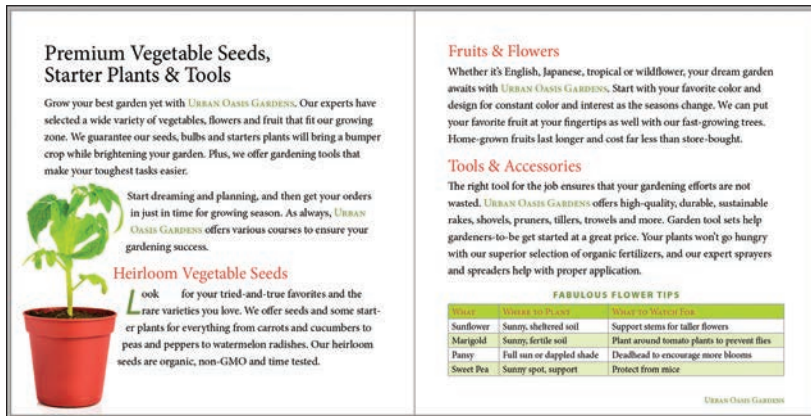 Premium Vegetable Seeds,
Starter Plants & Tools
Grow your best garden yet with URBAN OASIS GARDENS. Our experts have
selected a wide variety of vegetables, flowers and fruit that fit our growing
zone. We guarantee our seeds, bulbs and starters plants will bring a bumper
crop while brightening your garden. Plus, we offer gardening tools that
make your toughest tasks easier.
Start dreaming and planning, and then get your orders
in just in time for growing season. As always, URBAN
OASIS GARDENS offers various courses to ensure your
gardening success.
Heirloom Vegetable Seeds
Look for your tried-and-true favorites and the
rare varieties you love. We offer seeds and some start-
er plants for everything from carrots and cucumbers to
peas and peppers to watermelon radishes. Our heirloom
seeds are organic, non-GMO and time tested.
Fruits & Flowers
Whether it's English, Japanese, tropical or wildflower, your dream garden
awaits with URBAN OASIS GARDENS. Start with your favorite color and
design for constant color and interest as the seasons change. We can put
your favorite fruit at your fingertips as well with our fast-growing trees.
Home-grown fruits last longer and cost far less than store-bought.
Tools & Accessories
The right tool for the job ensures that your gardening efforts are not
wasted. URBAN OASIS GARDENS offers high-quality, durable, sustainable
rakes, shovels, pruners, tillers, trowels and more. Garden tool sets help
gardeners-to-be get started at a great price. Your plants won't go hungry
with our superior selection of organic fertilizers, and our expert sprayers
and spreaders help with proper application.
FABULOUS FLOWER TIPS
WHAT WHERE TO PLANT WHAT TO WATCH FOR
Sunflower Sunny, sheltered soil Support stems for taller flowers
Marigold Sunny, fertile soil Plant around tomato plants to prevent flies
Pansy Full sun or dappled shade Deadhead to encourage more blooms
Sweet Pea Sunny spot, support Protect from mice
URBAN OASIS GARDENS